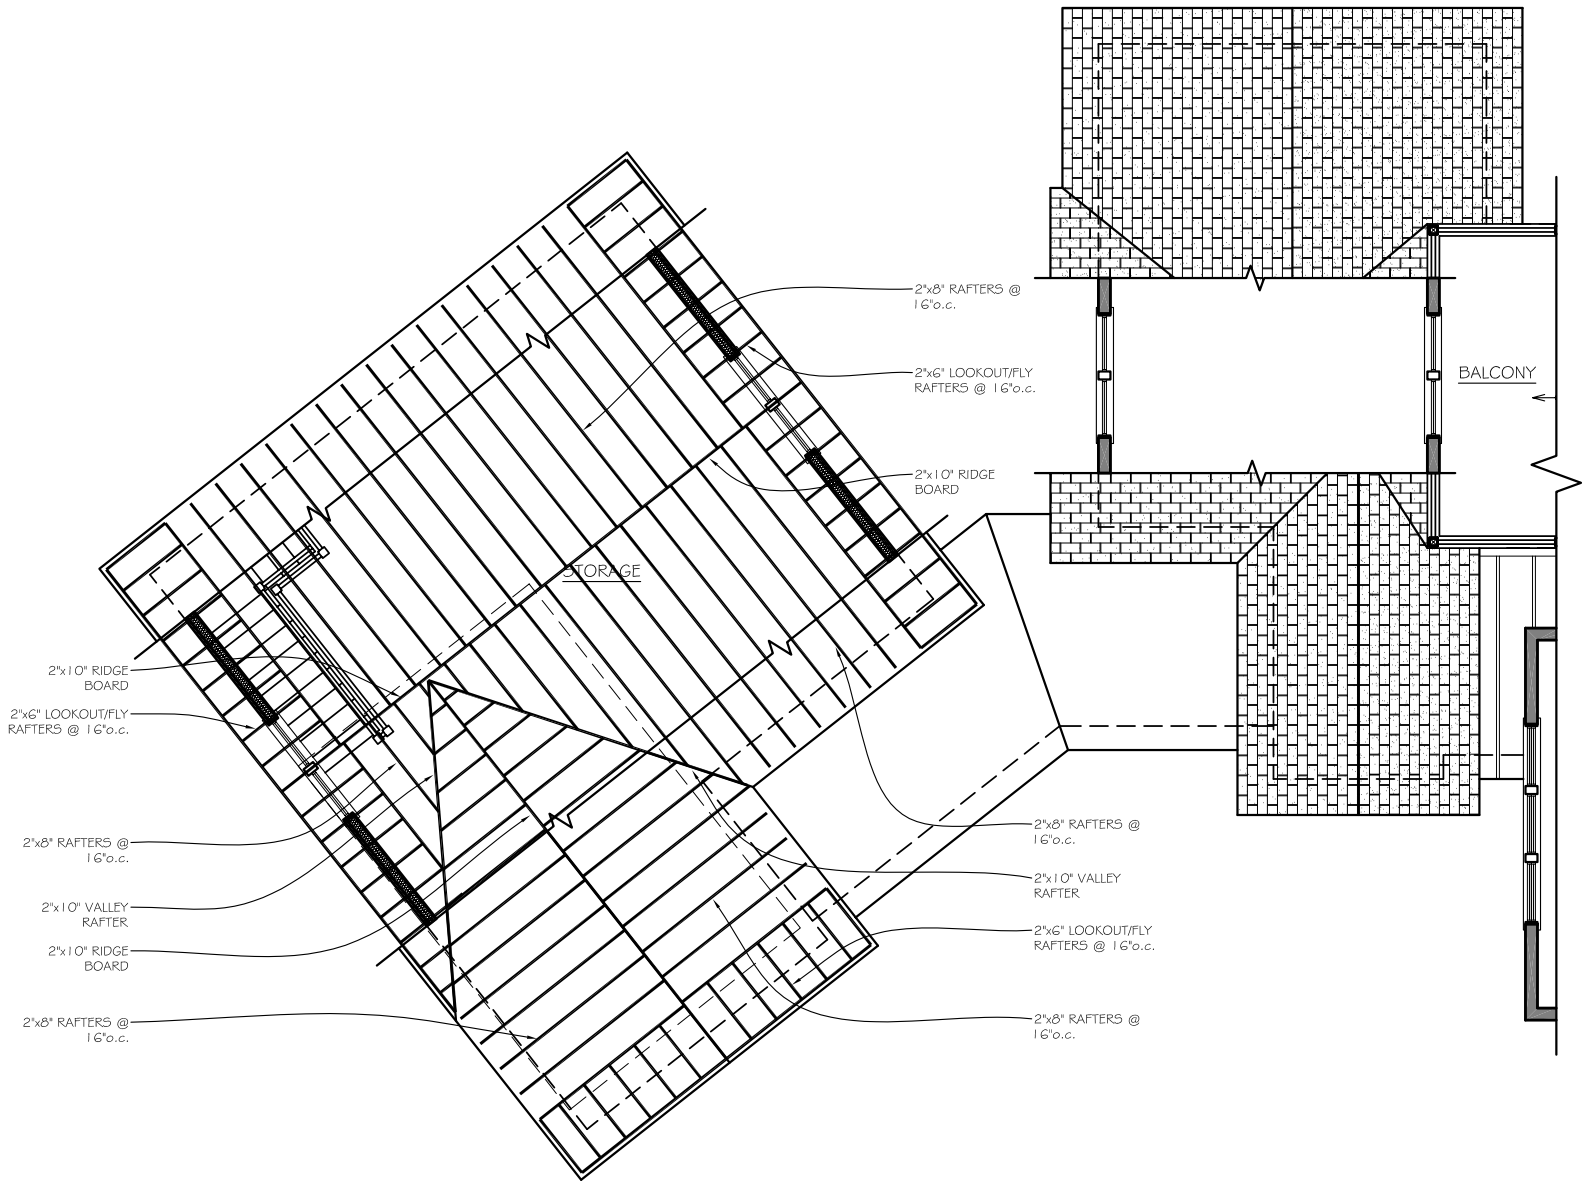 2"x8" RAFTERS @
16"o.c.
2"x6" LOOKOUT/FLY
RAFTERS @ 16"o.c.
BALCONY
2"x10" RIDGE
BOARD
STORAGE
2"x10" RIDGE
BOARD
2"x6" LOOKOUT/FLY
RAFTERS @ 16"o.c.
2"x8" RAFTERS @
16"o.c.
2"x8" RAFTERS @
16"o.c.
2"x10" VALLEY
RAFTER
2"x10" VALLEY
RAFTER
2"x6" LOOKOUT/FLY
RAFTERS @ 16"o.c.
2"x10" RIDGE
BOARD
2"x8" RAFTERS @
16"o.c.
2"x8" RAFTERS @
16"o.c.